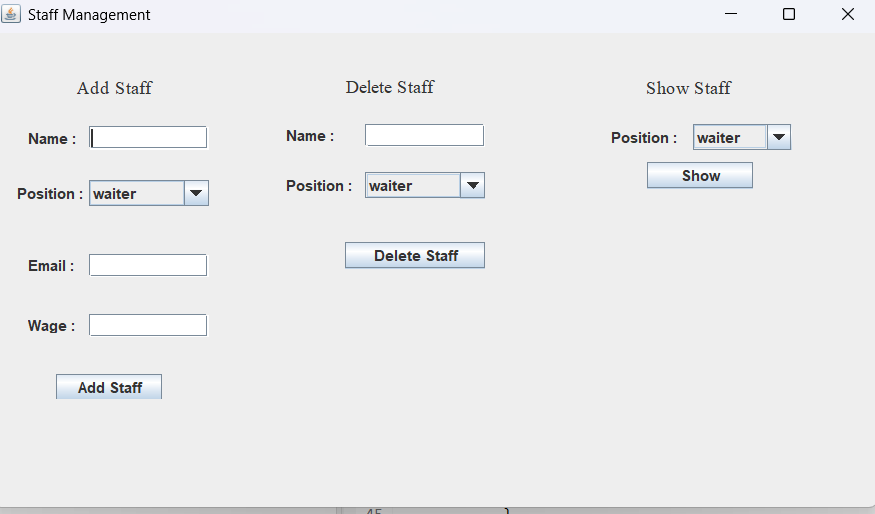 Staff Management
Add Staff
Name :
Position : waiter
Email :
Wage :
Add Staff
Delete Staff
Name :
Position : waiter
Delete Staff
Show Staff
Position : waiter
Show